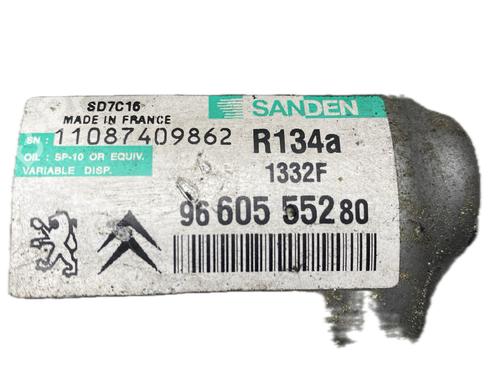 SD7C16
MADE IN FRANCE
SANDEN
SN: 11087409862
R134a
OIL: SP-10 OR EQUIV.
VARIABLE DISP.
1332F
96 605 552 80